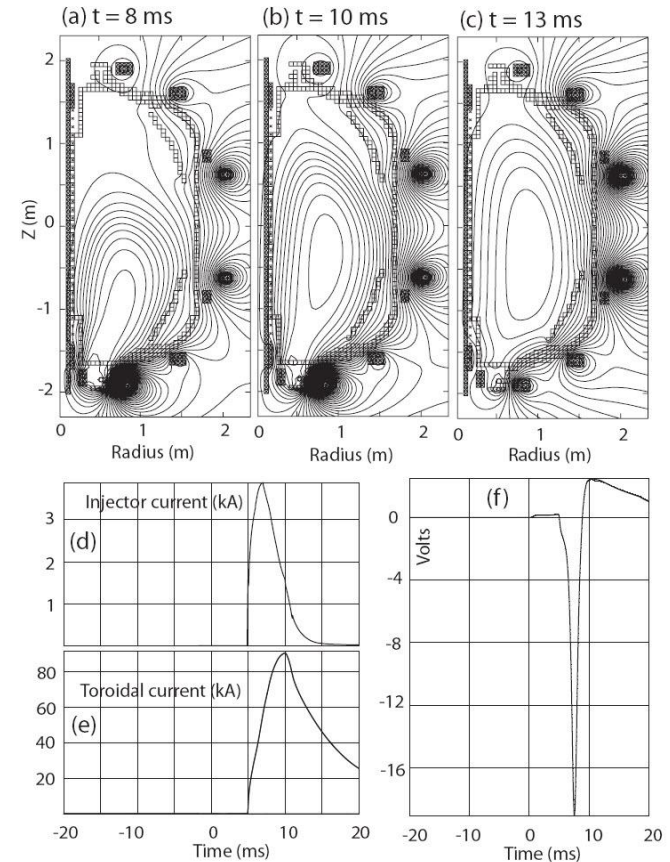 (a) t = 8 ms
(b) t = 10 ms
(c) t = 13 ms
2
1
0
-1
-2
Z (m)
0 1 2
0 1 2
0 1 2
Radius (m)
Radius (m)
Radius (m)
Injector current (kA)
(d)
3
2
1
Toroidal current (kA)
(e)
80
60
40
20
-20 -10 0 10 20
Time (ms)
(f)
Volts
0
-4
-8
-12
-16
-20 -10 0 10 20
Time (ms)